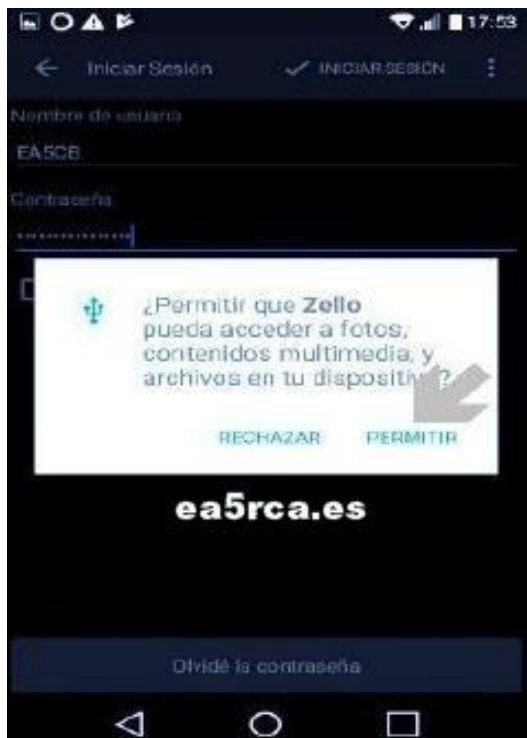 17:53
Iniciar Sesión INICIAR SESIÓN
Nombre de usuario
EA5CB
Contraseña
¿Permitir que Zello
pueda acceder a fotos,
contenidos multimedia, y
archivos en tu dispositivo?
RECHAZAR PERMITIR
ea5rca.es
Olvidé la contraseña